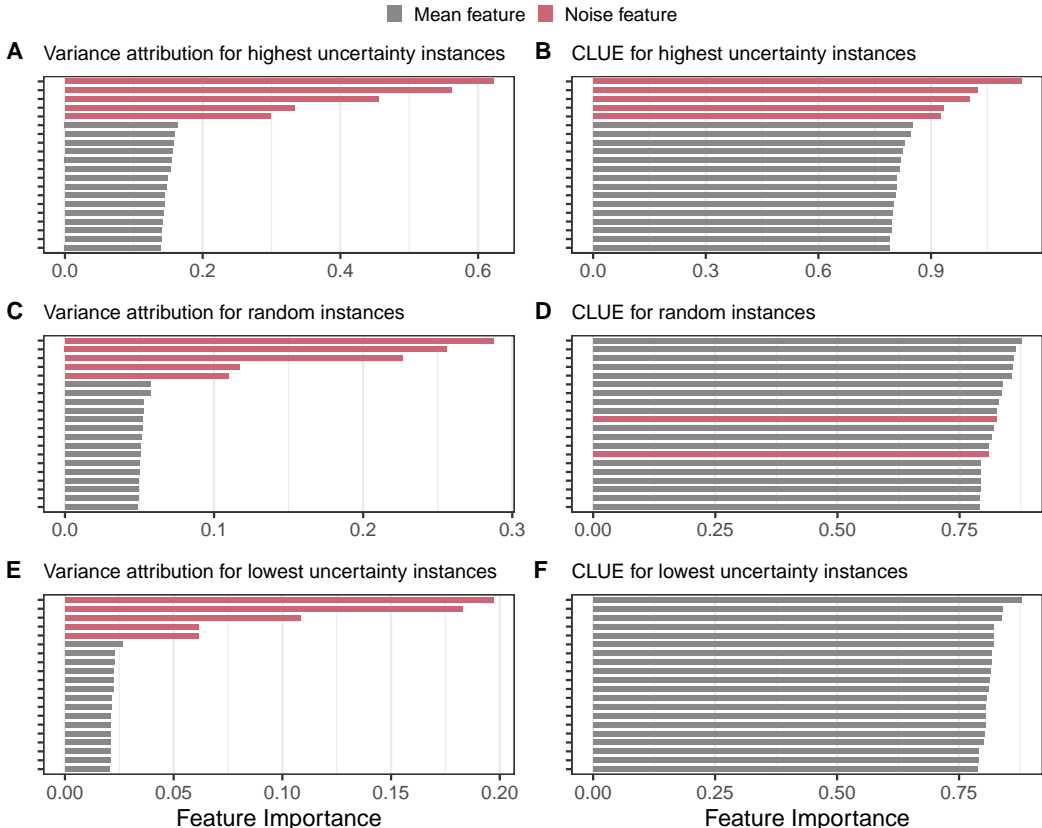 Mean feature Noise feature
A Variance attribution for highest uncertainty instances
0.0 0.2 0.4 0.6
B CLUE for highest uncertainty instances
0.0 0.3 0.6 0.9
C Variance attribution for random instances
0.0 0.1 0.2 0.3
D CLUE for random instances
0.00 0.25 0.50 0.75
E Variance attribution for lowest uncertainty instances
0.00 0.05 0.10 0.15 0.20
Feature Importance
F CLUE for lowest uncertainty instances
0.00 0.25 0.50 0.75
Feature Importance